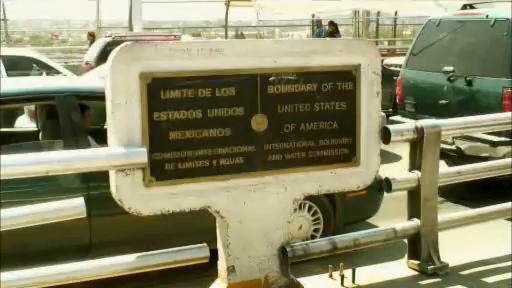 LIMITE DE LOS
ESTADOS UNIDOS
MEXICANOS
COMISION INTERNACIONAL
DE LIMITES Y AGUAS
BOUNDARY OF THE
UNITED STATES
OF AMERICA
INTERNATIONAL BOUNDARY
AND WATER COMMISSION